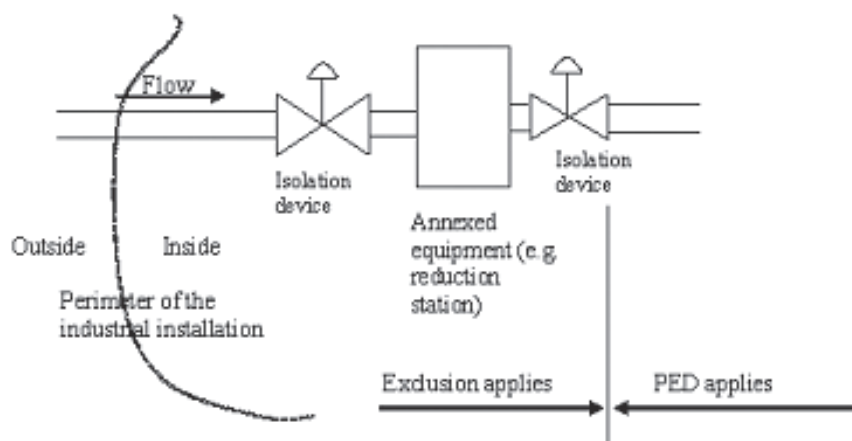 Flow
Isolation
device
Isolation
device
Annexed
equipment (e.g.
reduction
station)
Outside
Inside
Perimeter of the
industrial installation
Exclusion applies
PED applies